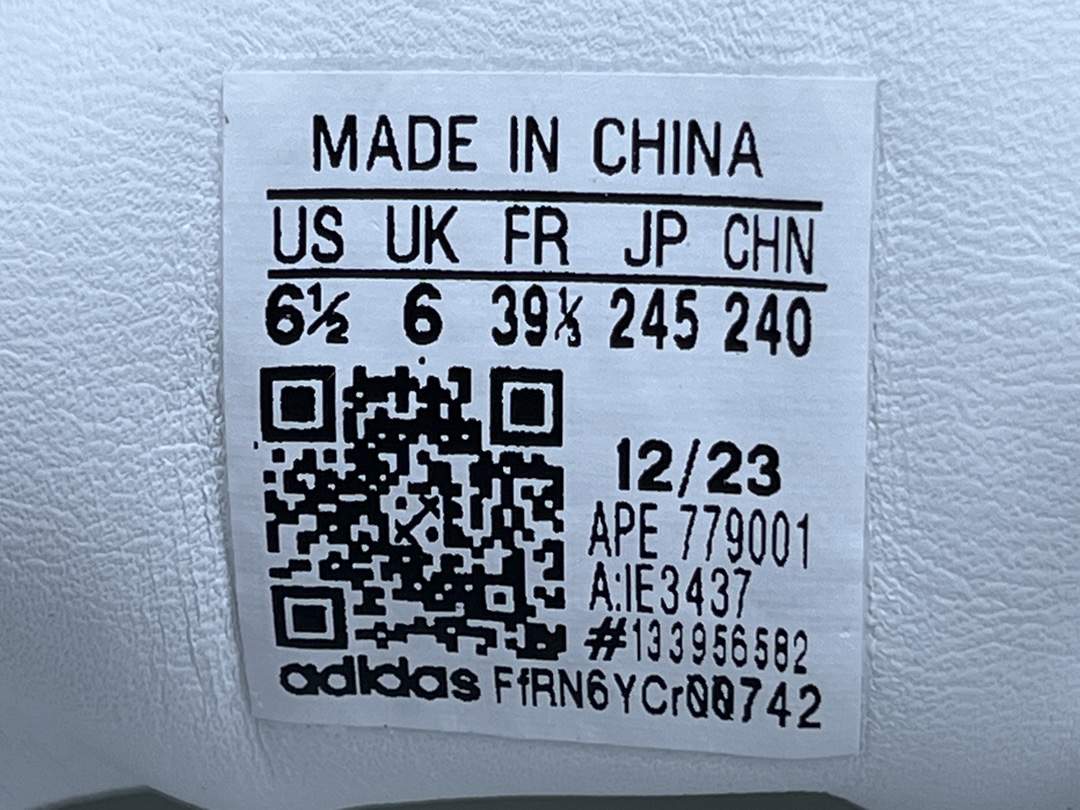 MADE IN CHINA
US UK FR JP CHN
6½ 6 39⅓ 245 240
12/23
APE 779001
A:IE3437
#133956582
adidas FfRN6YCr00742